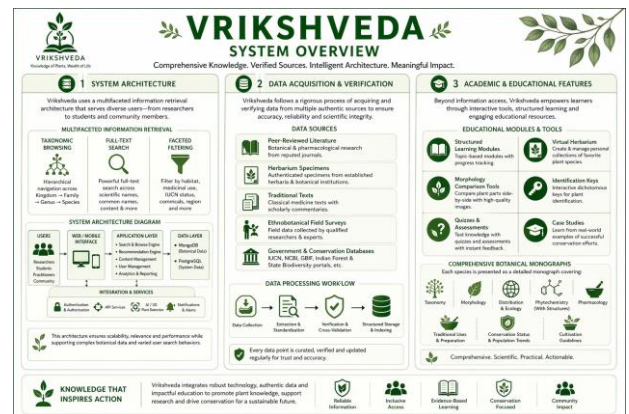 VRIKSHVEDA
Knowledge of Plants, Wealth of Life
VRIKSHVEDA
SYSTEM OVERVIEW
Comprehensive Knowledge. Verified Sources. Intelligent Architecture. Meaningful Impact.
1 SYSTEM ARCHITECTURE
Vrikshveda uses a multifaceted information retrieval
architecture that serves diverse users—from researchers
to students and community members.
MULTIFACETED INFORMATION RETRIEVAL
TAXONOMIC
BROWSING
Hierarchical
navigation across
Kingdom → Family
→ Genus → Species
FULL-TEXT
SEARCH
Powerful full-text
search across
scientific names,
common names,
content & more
FACETED
FILTERING
Filter by habitat,
medicinal use,
IUCN status,
chemicals, region
and more
SYSTEM ARCHITECTURE DIAGRAM
USERS
Researchers
Students
Practitioners
Community
WEB / MOBILE
INTERFACE
APPLICATION LAYER
• Search & Browse Engine
• Recommendation Engine
• Content Management
• User Management
• Analytics & Reporting
DATA LAYER
• MongoDB
(Botanical Data)
• PostgreSQL
(System Data)
INTEGRATION & SERVICES
Authentication
& Authorization
API Services
Notifications
& Alerts
This architecture ensures scalability, relevance and performance while
supporting complex botanical data and varied user search behaviors.
2 DATA ACQUISITION & VERIFICATION
Vrikshveda follows a rigorous process of acquiring and
verifying data from multiple authentic sources to ensure
accuracy, reliability and scientific integrity.
DATA SOURCES
Peer-Reviewed Literature
Botanical & pharmacological research
from reputed journals.
Herbarium Specimens
Authenticated specimens from established
herbaria & botanical institutions.
Traditional Texts
Classical medicine texts with
scholarly commentaries.
Ethnobotanical Field Surveys
Field data collected by qualified
researchers & experts.
Government & Conservation Databases
IUCN, NCBI, GBIF, Indian Forest &
State Biodiversity portals, etc.
DATA PROCESSING WORKFLOW
Data Collection
Extraction &
Standardization
Verification &
Cross-Validation
Structured Storage
& Indexing
Every data point is curated, verified and updated
regularly for trust and accuracy.
3 ACADEMIC & EDUCATIONAL FEATURES
Beyond information access, Vrikshveda empowers learners
through interactive tools, structured learning and
engaging educational resources.
EDUCATIONAL MODULES & TOOLS
Structured
Learning Modules
Topic-based modules with
progress tracking.
Virtual Herbarium
Create & manage personal
collections of favorite
plant species.
Morphology
Comparison Tools
Compare plant parts side-
by-side with high-quality
images.
Identification Keys
Interactive dichotomous
keys for plant
identification.
Quizzes &
Assessments
Test knowledge with
quizzes and assessments
with instant feedback.
Case Studies
Learn from real-world
examples of successful
conservation efforts.
COMPREHENSIVE BOTANICAL MONOGRAPHS
Each species is presented as a detailed monograph covering:
Taxonomy
Morphology
Distribution
& Ecology
Phytochemistry
(With Structures)
Pharmacology
Traditional Uses
& Preparation
Conservation Status
& Population Trends
Cultivation
Guidelines
Comprehensive. Scientific. Practical. Actionable.
KNOWLEDGE THAT
INSPIRES ACTION
Vrikshveda integrates robust technology, authentic data and
impactful education to promote plant knowledge, support
research and drive conservation for a sustainable future.
Reliable
Information
Inclusive
Access
Evidence-Based
Learning
Conservation
Focused
Community
Impact